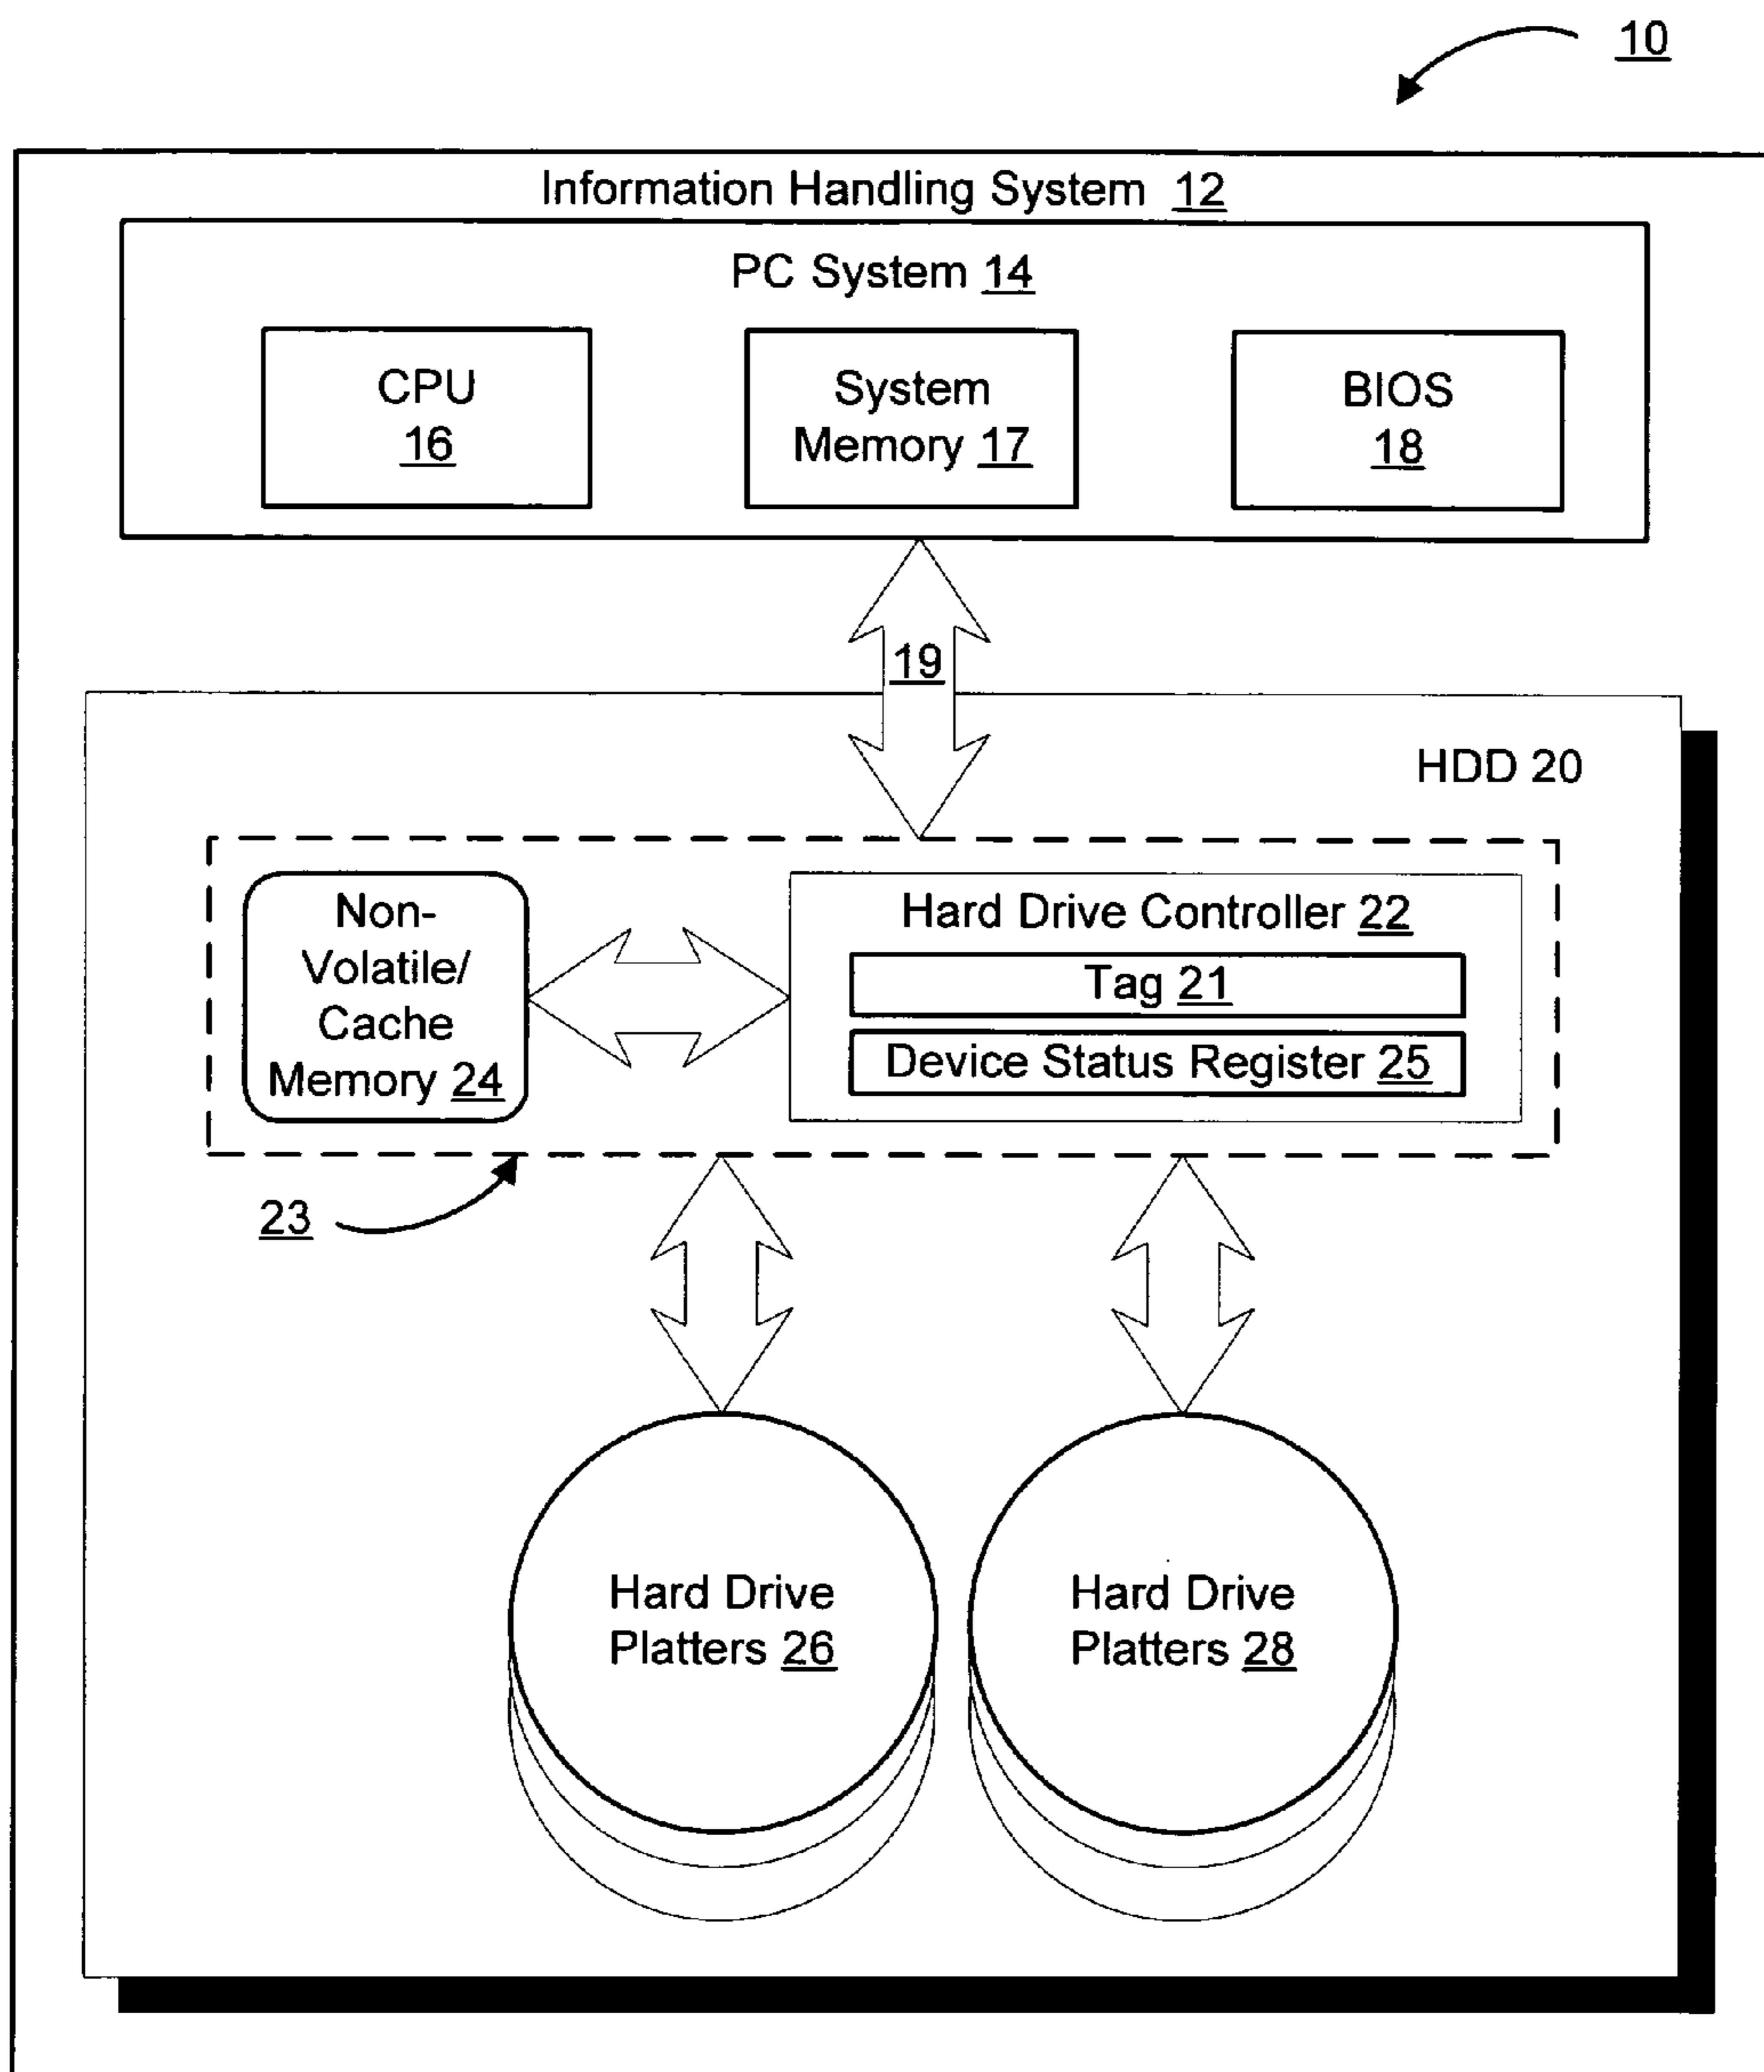 10
Information Handling System 12
PC System 14
CPU
16
System
Memory 17
BIOS
18
19
HDD 20
Non-
Volatile/
Cache
Memory 24
Hard Drive Controller 22
Tag 21
Device Status Register 25
23
Hard Drive
Platters 26
Hard Drive
Platters 28